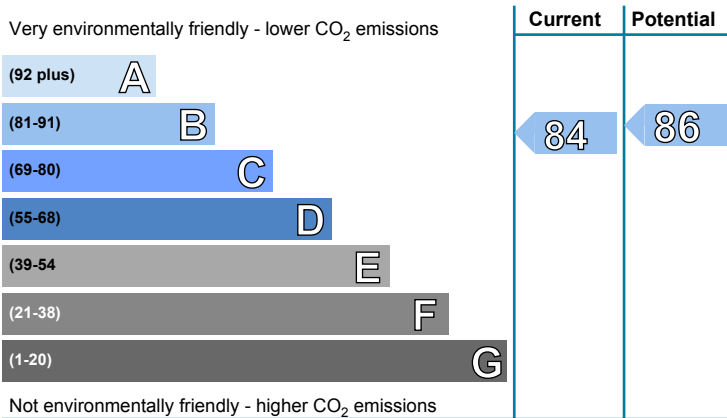 Very environmentally friendly - lower CO2 emissions
Current
Potential
(92 plus) A
(81-91) B
84
86
(69-80) C
(55-68) D
(39-54 E
(21-38) F
(1-20) G
Not environmentally friendly - higher CO2 emissions